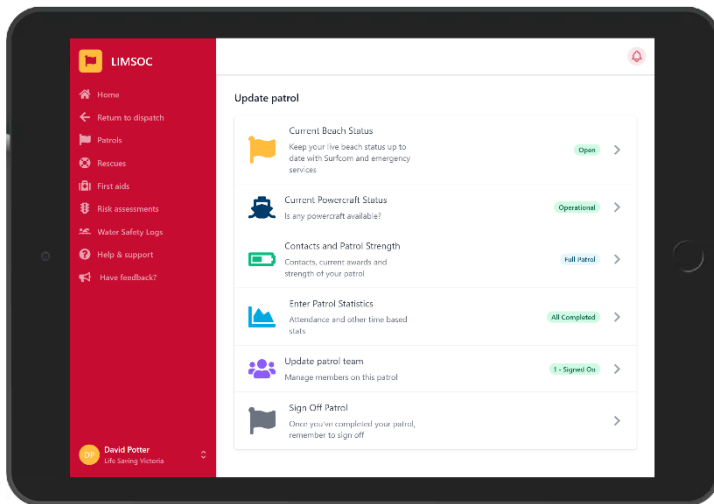 LIMSOC
Home
Return to dispatch
Patrols
Rescues
First aids
Risk assessments
Water Safety Logs
Help & support
Have feedback?
DP
David Potter
Life Saving Victoria
Update patrol
Current Beach Status
Keep your live beach status up to
date with Surfcom and emergency
services
Open
Current Powercraft Status
Is any powercraft available?
Operational
Contacts and Patrol Strength
Contacts, current awards and
strength of your patrol
Full Patrol
Enter Patrol Statistics
Attendance and other time based
stats
All Completed
Update patrol team
Manage members on this patrol
1 - Signed On
Sign Off Patrol
Once you've completed your patrol,
remember to sign off